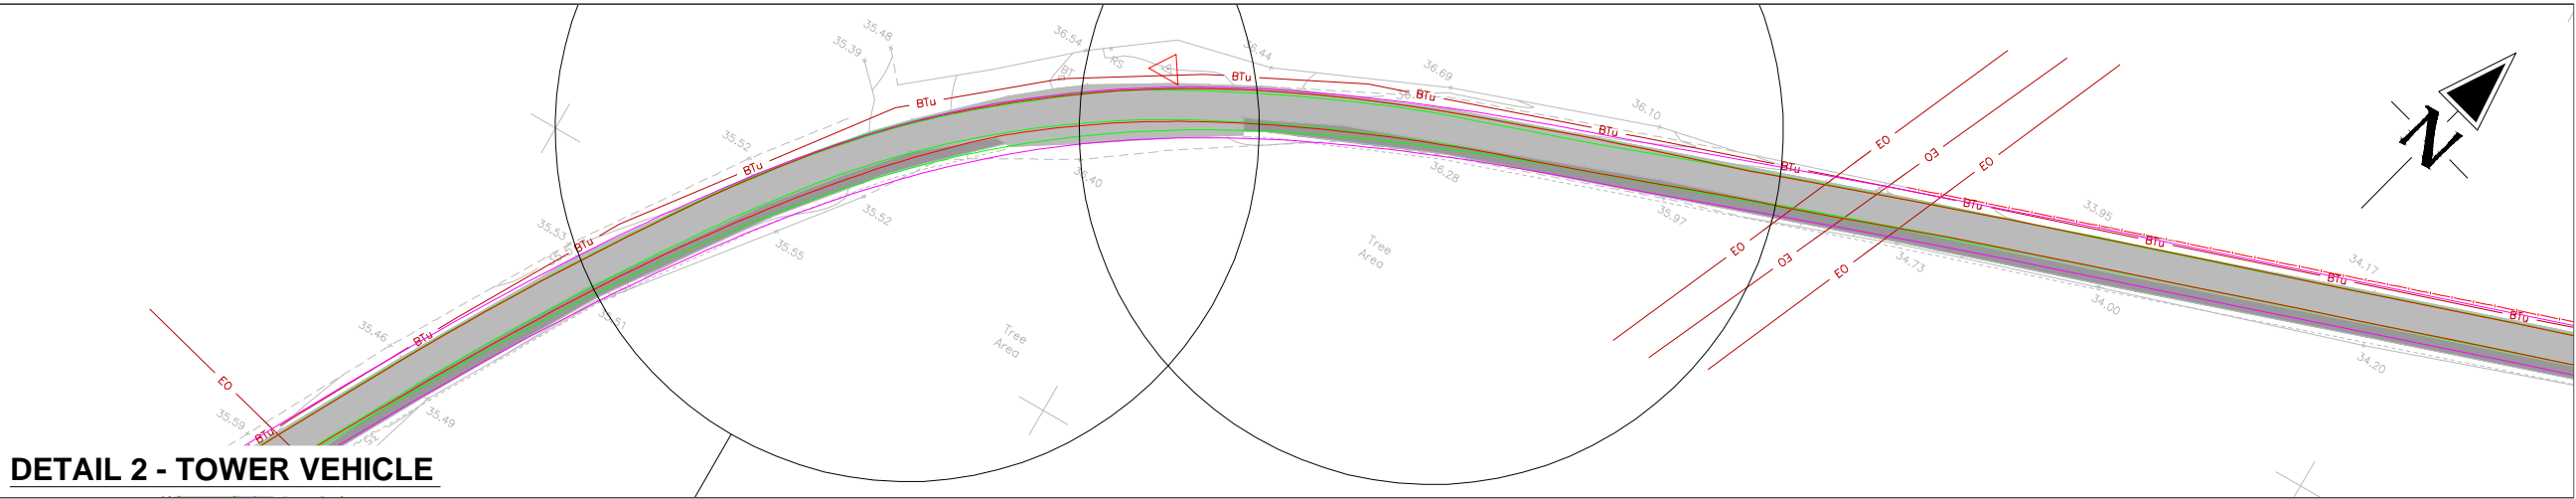 35.48
35.39
36.54
36.44
BT
RS
BTu
BTu
36.69
BTu
36.10
BTu
BTu
EO
EO
EO
N
35.52
BTu
36.40
36.28
35.97
BTu
33.95
BTu
34.17
BTu
BTu
35.53
BTu
35.52
35.55
Tree
Area
EO
EO
EO
34.73
34.00
34.20
35.46
BTu
35.51
Tree
Area
EO
35.59
BTu
35.49
DETAIL 2 - TOWER VEHICLE